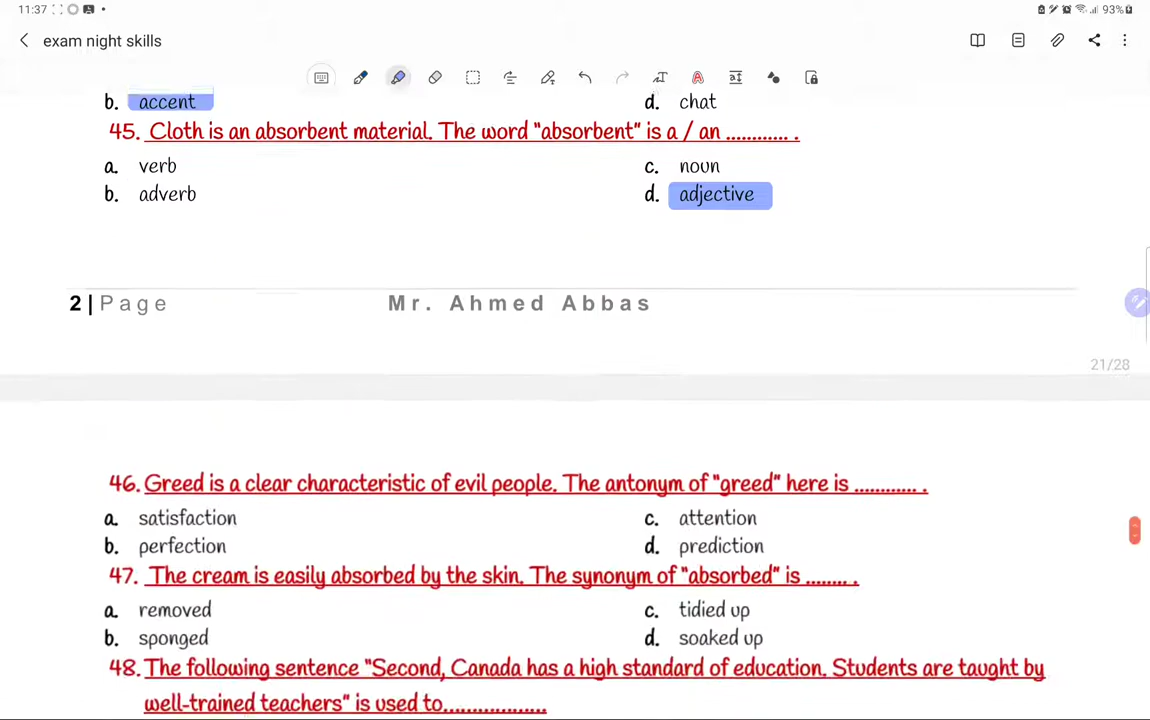 11:37 93%
exam night skills
b. accent d. chat
45. Cloth is an absorbent material. The word "absorbent" is a / an ............ .
a. verb c. noun
b. adverb d. adjective
2 | Page Mr. Ahmed Abbas
21/28
46. Greed is a clear characteristic of evil people. The antonym of "greed" here is ............ .
a. satisfaction c. attention
b. perfection d. prediction
47. The cream is easily absorbed by the skin. The synonym of "absorbed" is ........ .
a. removed c. tidied up
b. sponged d. soaked up
48. The following sentence "Second, Canada has a high standard of education. Students are taught by
well-trained teachers" is used to...................